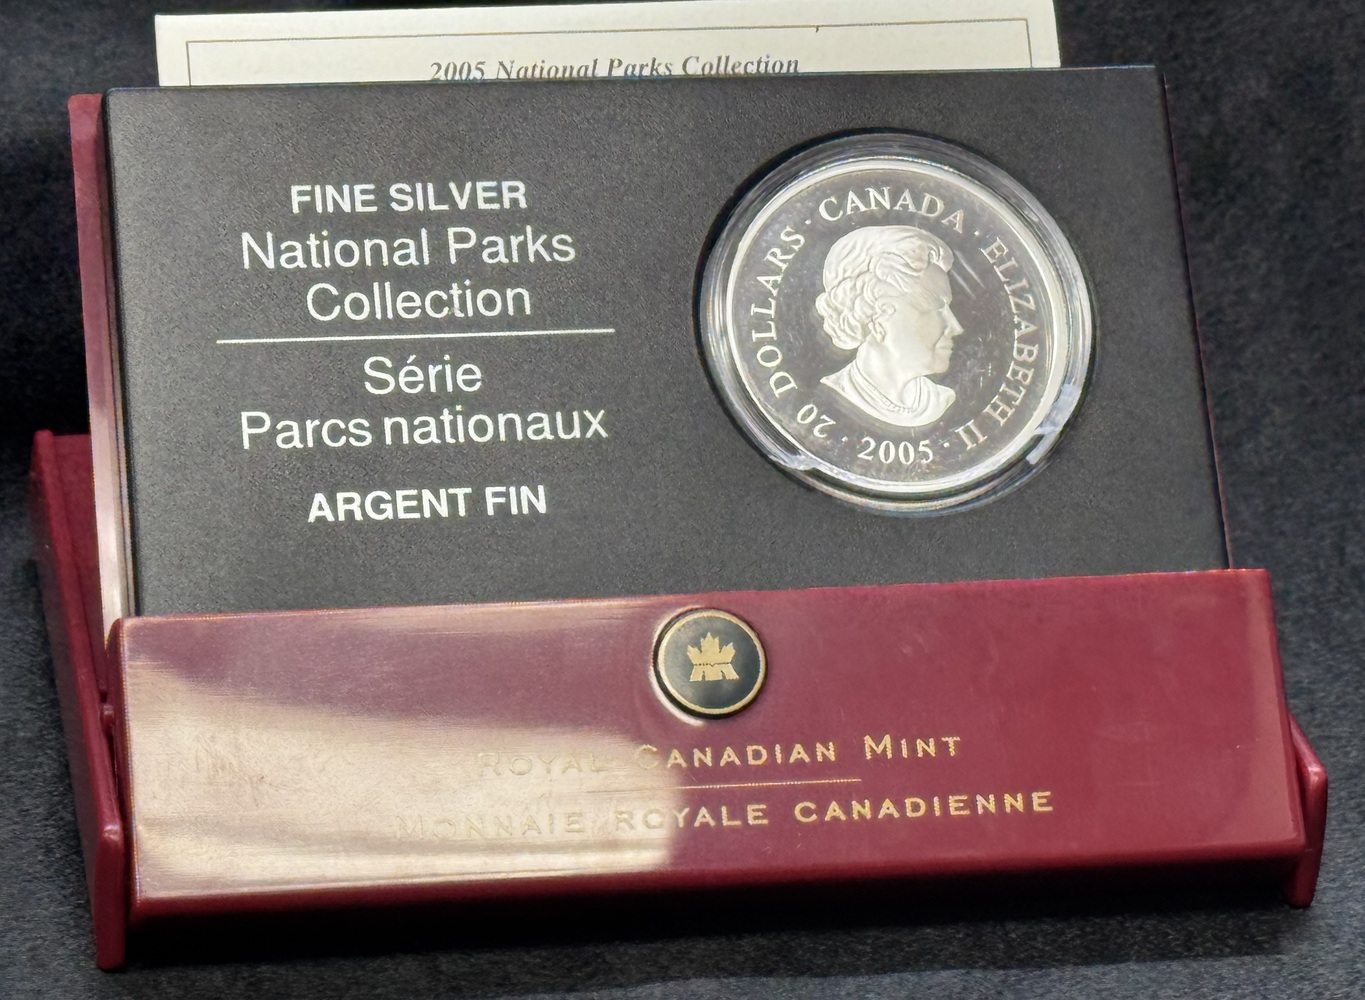 2005 National Parks Collection
FINE SILVER
National Parks
Collection
Série
Parcs nationaux
ARGENT FIN
20 DOLLARS · CANADA · ELIZABETH II
· 2005 ·
ROYAL CANADIAN MINT
MONNAIE ROYALE CANADIENNE